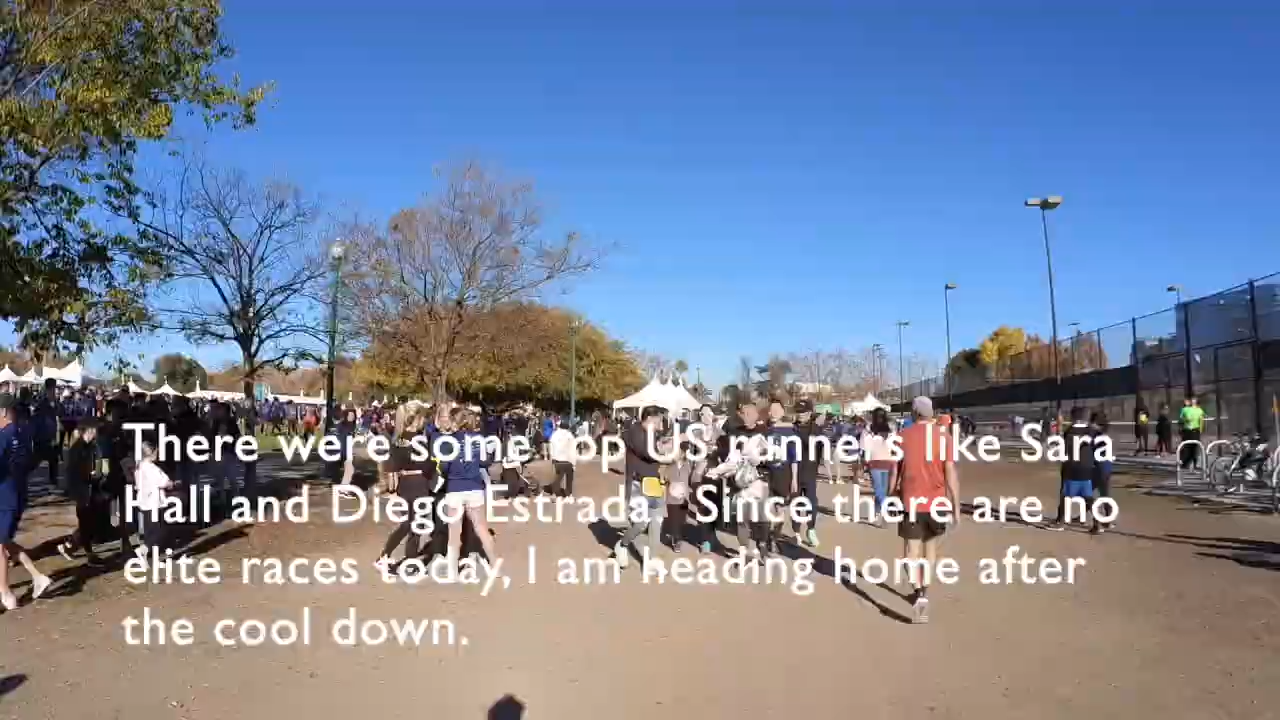 There were some top US runners like Sara
Hall and Diego Estrada. Since there are no
elite races today, I am heading home after
the cool down.